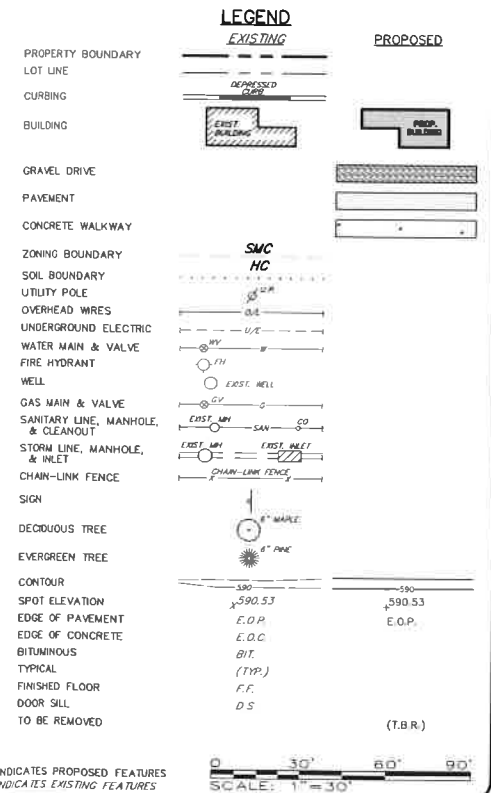 LEGEND
EXISTING PROPOSED
PROPERTY BOUNDARY
LOT LINE
CURBING DEPRESSED CURB
BUILDING EXIST. BUILDING PROP. BUILDING
GRAVEL DRIVE
PAVEMENT
CONCRETE WALKWAY
ZONING BOUNDARY SMC
HC
SOIL BOUNDARY
UTILITY POLE U.P.
OVERHEAD WIRES O/L
UNDERGROUND ELECTRIC U/E
WATER MAIN & VALVE WV W
FIRE HYDRANT FH
WELL EXIST. WELL
GAS MAIN & VALVE GV G
SANITARY LINE, MANHOLE, & CLEANOUT EXIST. MH SAN CO
STORM LINE, MANHOLE, & INLET EXIST. MH EXIST. INLET
CHAIN-LINK FENCE CHAIN-LINK FENCE X X
SIGN
DECIDUOUS TREE 6" MAPLE
EVERGREEN TREE 6" PINE
CONTOUR 590 590
SPOT ELEVATION x590.53 +590.53
EDGE OF PAVEMENT E.O.P. E.O.P.
EDGE OF CONCRETE E.O.C.
BITUMINOUS BIT.
TYPICAL (TYP.)
FINISHED FLOOR F.F.
DOOR SILL D.S.
TO BE REMOVED (T.B.R.)
INDICATES PROPOSED FEATURES
INDICATES EXISTING FEATURES
0 30' 60' 90'
SCALE: 1"=30'